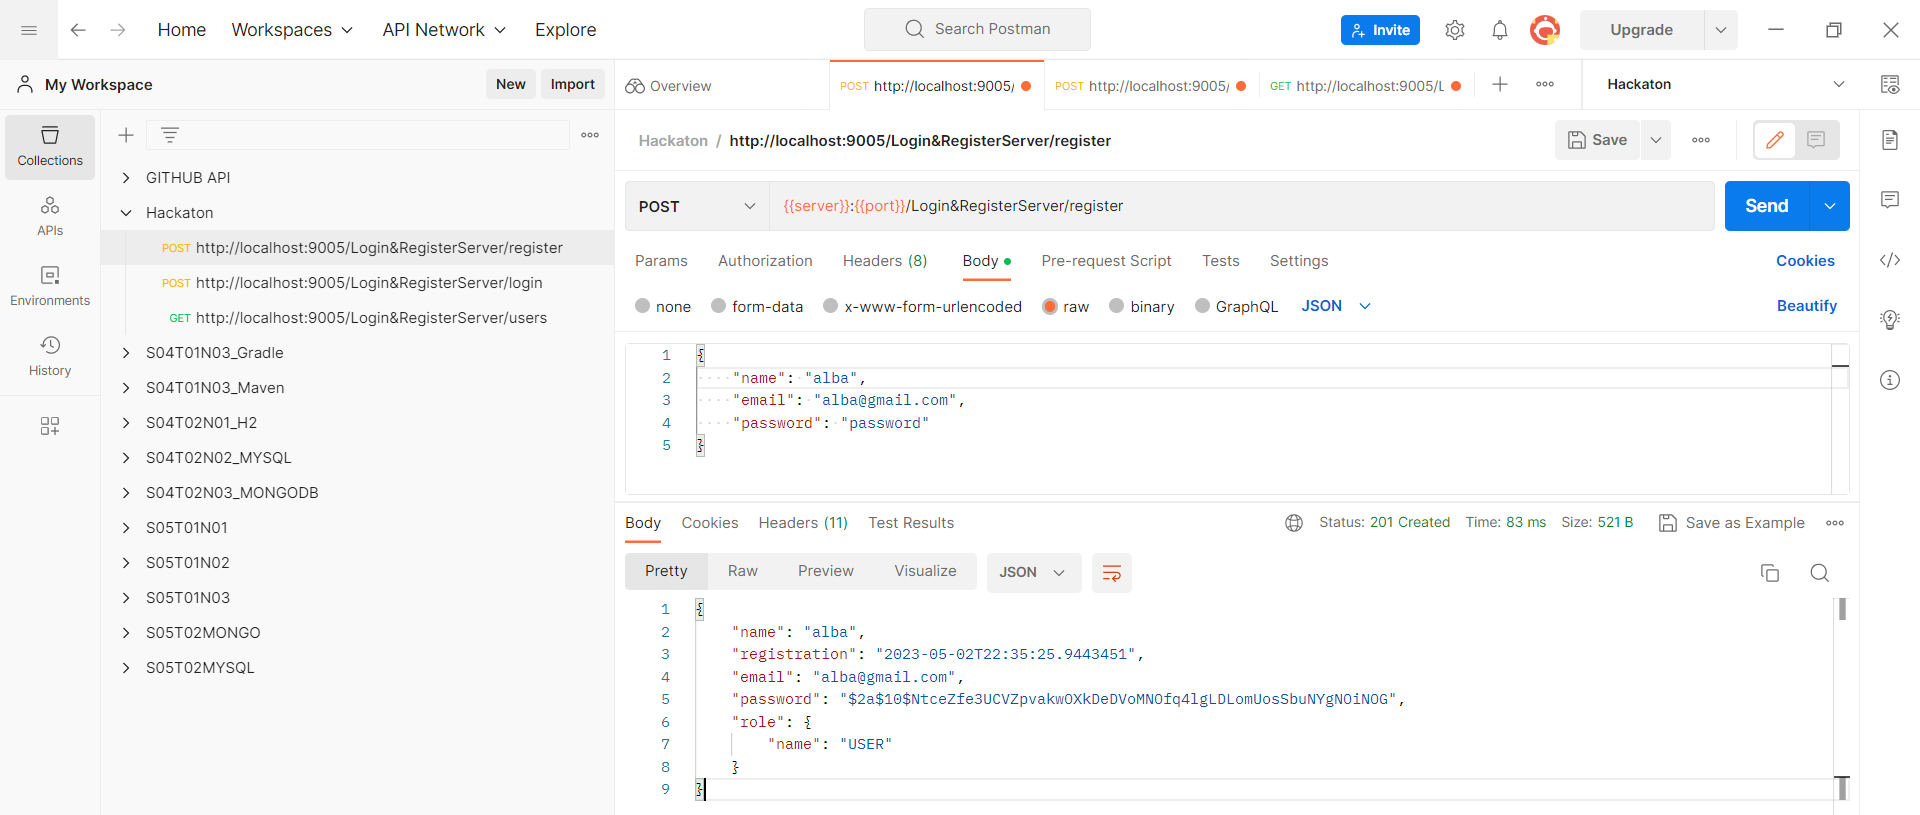 Home Workspaces API Network Explore Search Postman Invite Upgrade
My Workspace New Import Overview POST http://localhost:9005/ POST http://localhost:9005/ GET http://localhost:9005/L Hackaton
Collections
APIs
Environments
History
GITHUB API
Hackaton
POST http://localhost:9005/Login&RegisterServer/register
POST http://localhost:9005/Login&RegisterServer/login
GET http://localhost:9005/Login&RegisterServer/users
S04T01N03_Gradle
S04T01N03_Maven
S04T02N01_H2
S04T02N02_MYSQL
S04T02N03_MONGODB
S05T01N01
S05T01N02
S05T01N03
S05T02MONGO
S05T02MYSQL
Hackaton / http://localhost:9005/Login&RegisterServer/register Save
POST {{server}}:{{port}}/Login&RegisterServer/register Send
Params Authorization Headers (8) Body Pre-request Script Tests Settings Cookies
none form-data x-www-form-urlencoded raw binary GraphQL JSON Beautify
1 {
2 "name": "alba",
3 "email": "alba@gmail.com",
4 "password": "password"
5 }
Body Cookies Headers (11) Test Results Status: 201 Created Time: 83 ms Size: 521 B Save as Example
Pretty Raw Preview Visualize JSON
1 {
2 "name": "alba",
3 "registration": "2023-05-02T22:35:25.9443451",
4 "email": "alba@gmail.com",
5 "password": "$2a$10$NtceZfe3UCVZpvakwOXkDeDVoMNOfq4lgLDLomUosSbuNYgNOiNOG",
6 "role": {
7 "name": "USER"
8 }
9 }